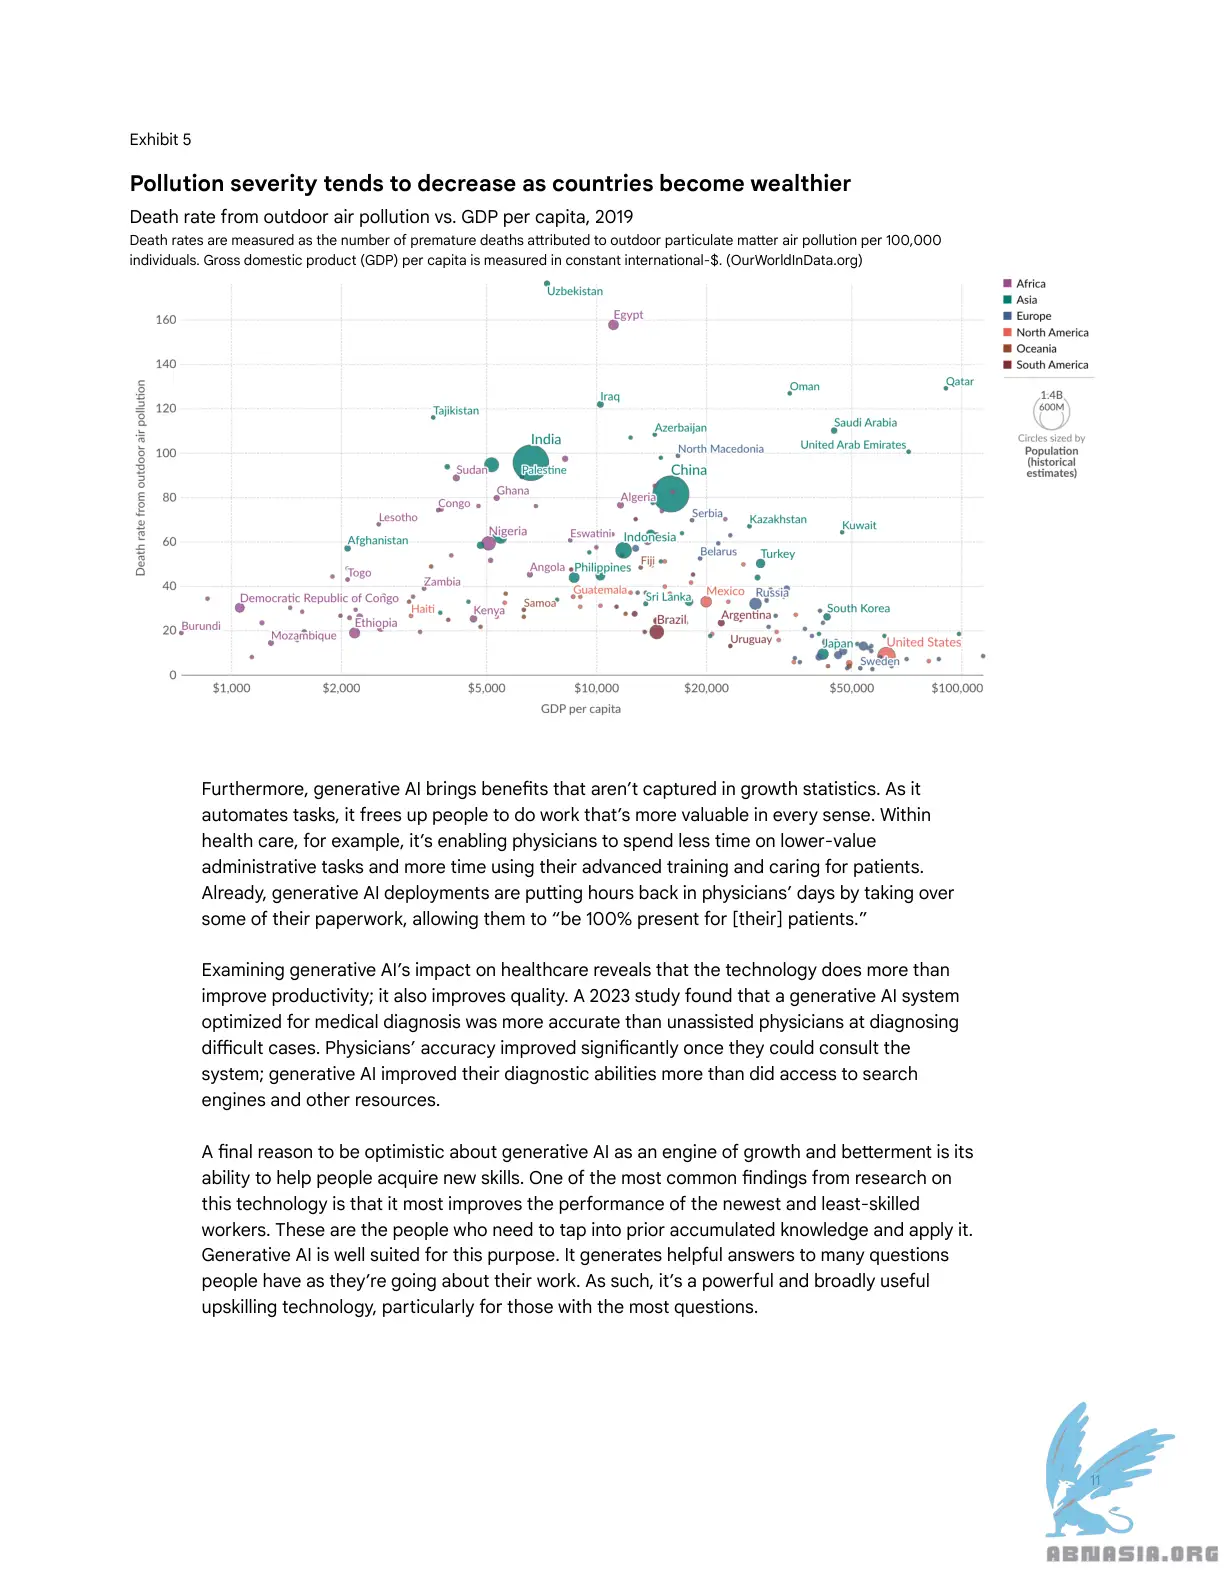 Exhibit 5
Pollution severity tends to decrease as countries become wealthier
Death rate from outdoor air pollution vs. GDP per capita, 2019
Death rates are measured as the number of premature deaths attributed to outdoor particulate matter air pollution per 100,000
individuals. Gross domestic product (GDP) per capita is measured in constant international-$. (OurWorldInData.org)
Death rate from outdoor air pollution
160
140
120
100
80
60
40
20
0
$1,000
$2,000
$5,000
$10,000
$20,000
$50,000
$100,000
GDP per capita
Uzbekistan
Egypt
Qatar
Oman
Iraq
Tajikistan
Saudi Arabia
Azerbaijan
India
United Arab Emirates
North Macedonia
Sudan
Palestine
China
Ghana
Algeria
Congo
Lesotho
Serbia
Kazakhstan
Kuwait
Nigeria
Eswatini
Indonesia
Afghanistan
Belarus
Turkey
Fiji
Togo
Angola
Philippines
Zambia
Guatemala
Mexico
Russia
Democratic Republic of Congo
Sri Lanka
Haiti
Samoa
South Korea
Kenya
Burundi
Ethiopia
Brazil
Argentina
Mozambique
Uruguay
Japan
United States
Sweden
Africa
Asia
Europe
North America
Oceania
South America
1:4B
600M
Circles sized by
Population
(historical
estimates)
Furthermore, generative AI brings benefits that aren’t captured in growth statistics. As it
automates tasks, it frees up people to do work that’s more valuable in every sense. Within
health care, for example, it’s enabling physicians to spend less time on lower-value
administrative tasks and more time using their advanced training and caring for patients.
Already, generative AI deployments are putting hours back in physicians’ days by taking over
some of their paperwork, allowing them to “be 100% present for [their] patients.”
Examining generative AI’s impact on healthcare reveals that the technology does more than
improve productivity; it also improves quality. A 2023 study found that a generative AI system
optimized for medical diagnosis was more accurate than unassisted physicians at diagnosing
difficult cases. Physicians’ accuracy improved significantly once they could consult the
system; generative AI improved their diagnostic abilities more than did access to search
engines and other resources.
A final reason to be optimistic about generative AI as an engine of growth and betterment is its
ability to help people acquire new skills. One of the most common findings from research on
this technology is that it most improves the performance of the newest and least-skilled
workers. These are the people who need to tap into prior accumulated knowledge and apply it.
Generative AI is well suited for this purpose. It generates helpful answers to many questions
people have as they’re going about their work. As such, it’s a powerful and broadly useful
upskilling technology, particularly for those with the most questions.
11
ABNASIA.ORG